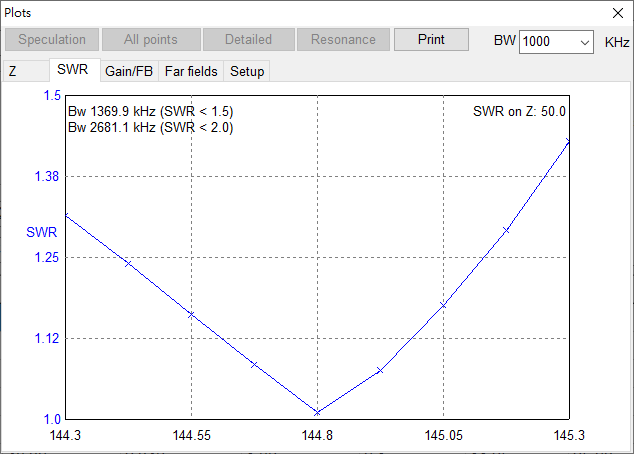 Plots
Speculation All points Detailed Resonance Print BW 1000 KHz
Z SWR Gain/FB Far fields Setup
1.5
Bw 1369.9 kHz (SWR < 1.5) SWR on Z: 50.0
Bw 2681.1 kHz (SWR < 2.0)
1.38
SWR
1.25
1.12
1.0
144.3 144.55 144.8 145.05 145.3